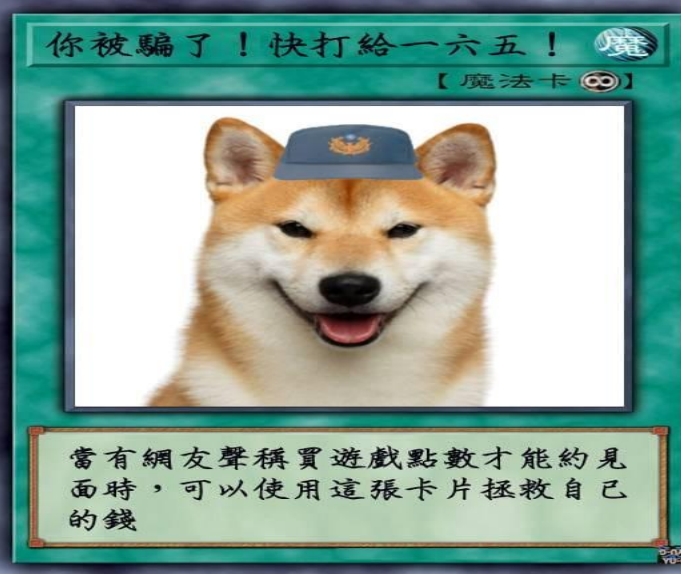 你被騙了！快打給一六五！ 魔
【魔法卡∞】
當有網友聲稱買遊戲點數才能約見
面時，可以使用這張卡片拯救自己
的錢